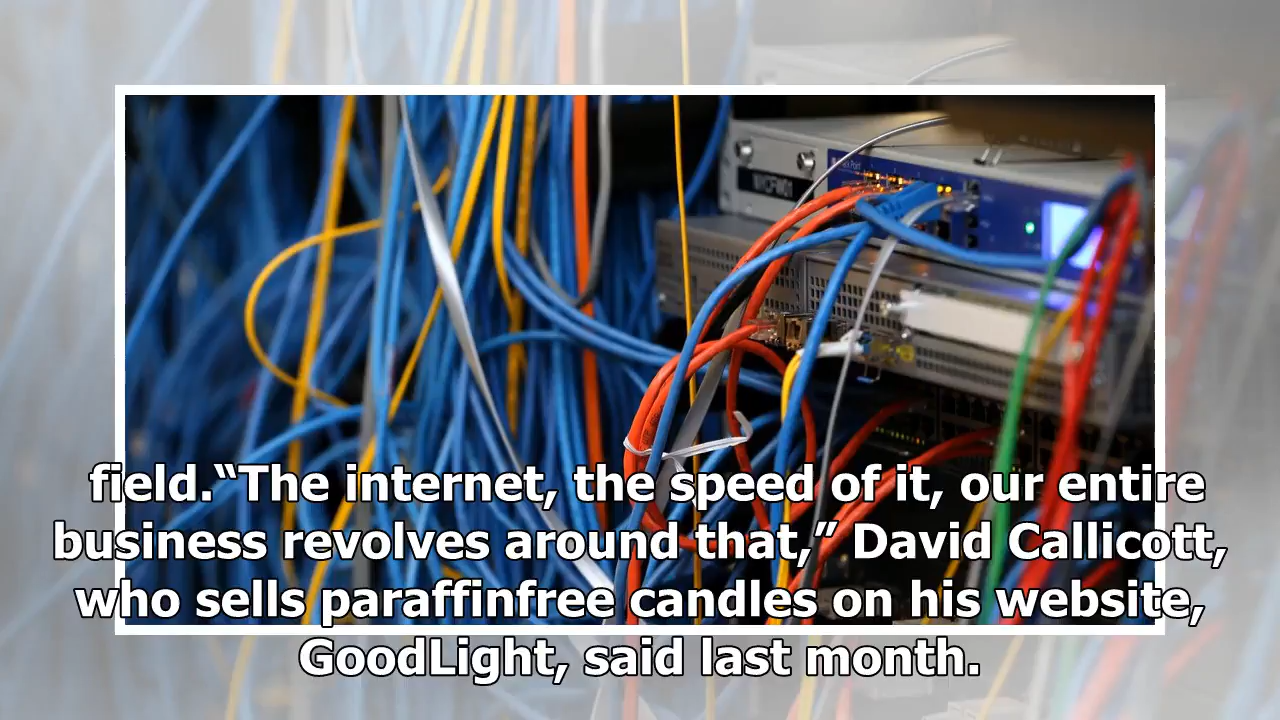 WHCFW01
field.“The internet, the speed of it, our entire
business revolves around that,” David Callicott,
who sells paraffinfree candles on his website,
GoodLight, said last month.